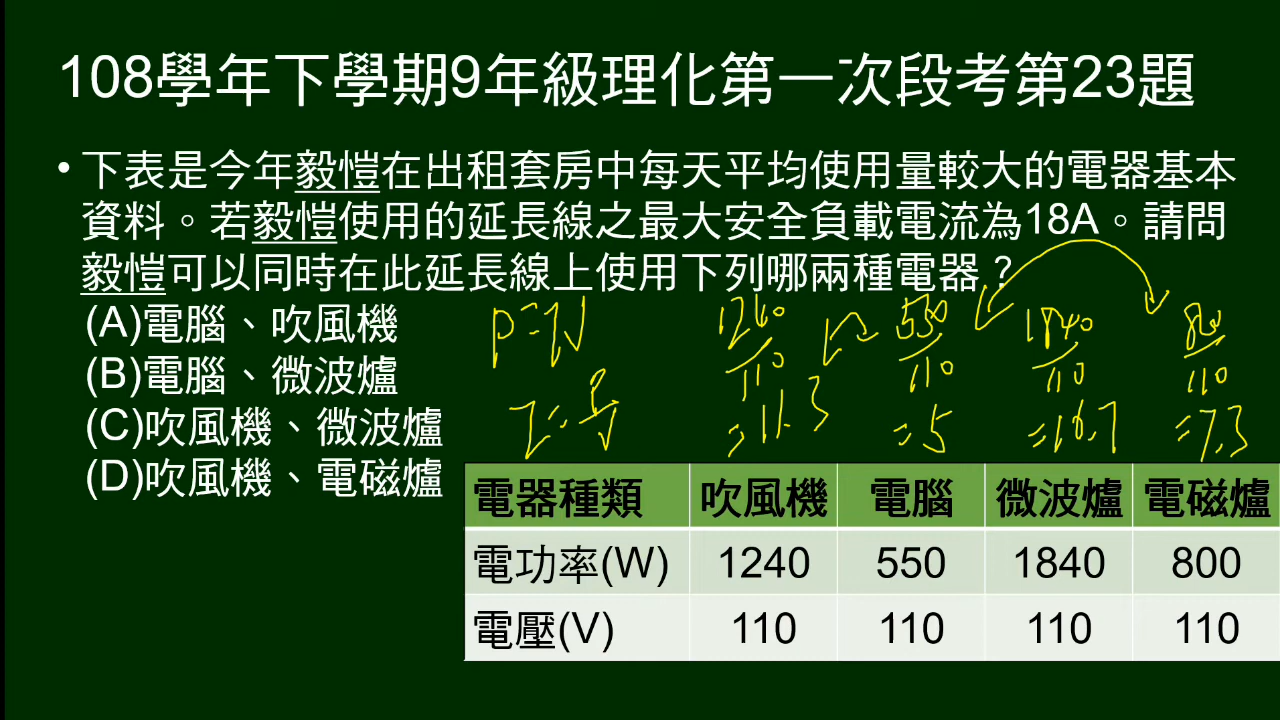 108學年下學期9年級理化第一次段考第23題
• 下表是今年毅愷在出租套房中每天平均使用量較大的電器基本
資料。若毅愷使用的延長線之最大安全負載電流為18A。請問
毅愷可以同時在此延長線上使用下列哪兩種電器？
(A)電腦、吹風機
(B)電腦、微波爐
(C)吹風機、微波爐
(D)吹風機、電磁爐
P=IV
I=P/V
1240/110
=11.3
550/110
=5
1840/110
=16.7
800/110
=7.3
電器種類 吹風機 電腦 微波爐 電磁爐
電功率(W) 1240 550 1840 800
電壓(V) 110 110 110 110